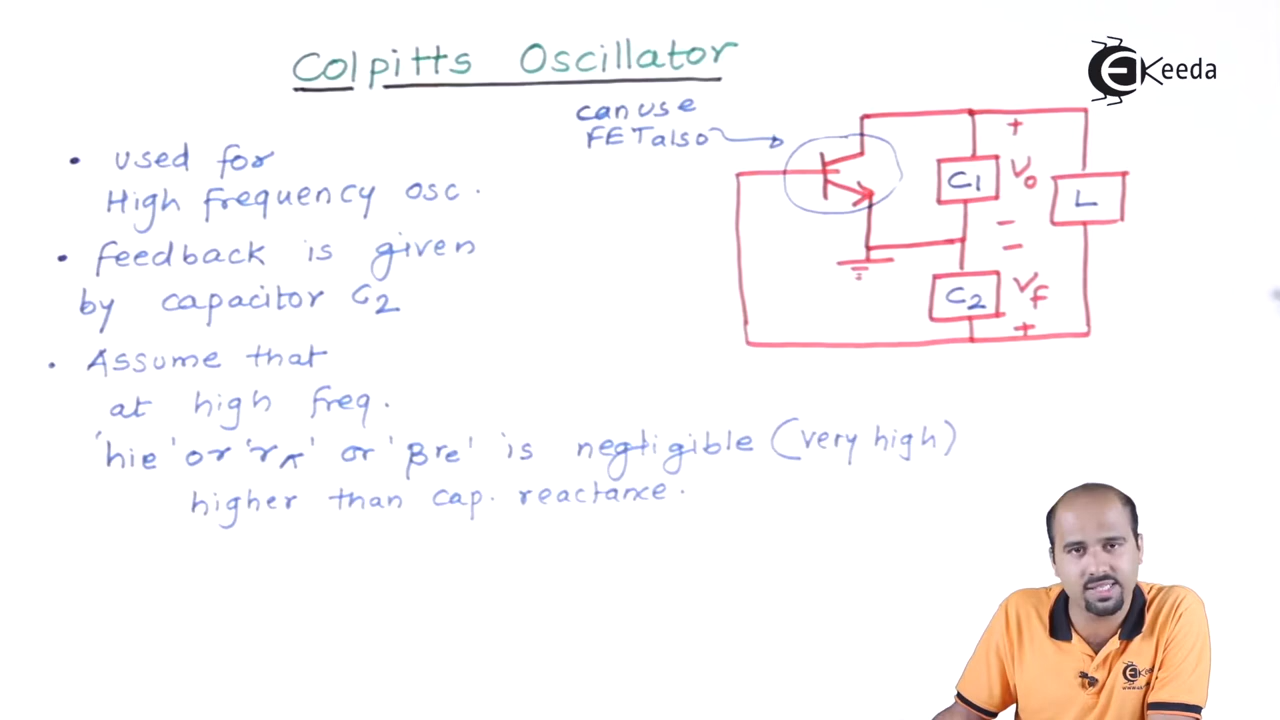 Colpitts Oscillator
EKeeda
can use
FET also
• used for
High frequency osc.
• feedback is given
by capacitor C2
• Assume that
at high freq.
'hie' or 'rπ' or 'βre' is negligible (very high)
higher than cap. reactance.
+
C1
Vo
L
-
-
C2
Vf
+